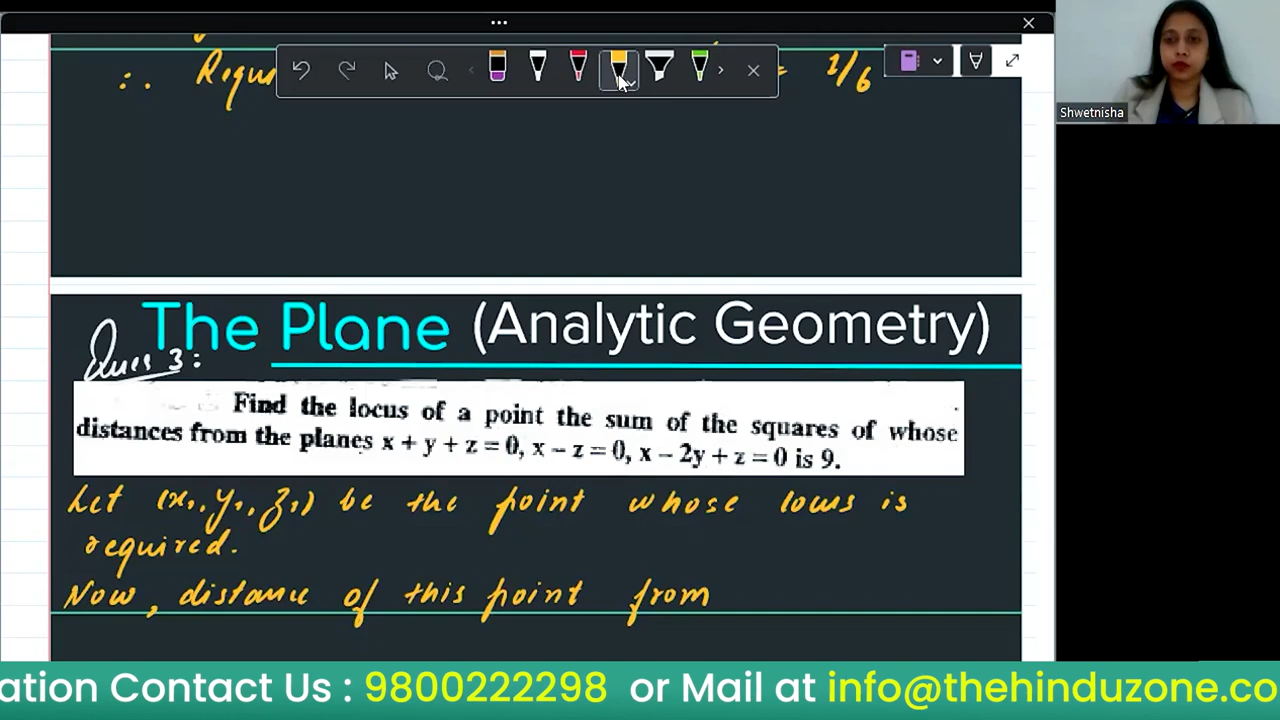 ∴ Requ
= 1/6
Shwetnisha
The Plane (Analytic Geometry)
Ques 3:
Find the locus of a point the sum of the squares of whose
distances from the planes x + y + z = 0, x – z = 0, x – 2y + z = 0 is 9.
Let (x₁, y₁, z₁) be the point whose locus is
required.
Now, distance of this point from
ation Contact Us : 9800222298 or Mail at info@thehinduzone.co